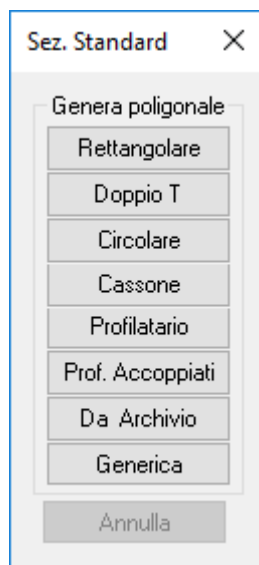 Sez. Standard
Genera poligonale
Rettangolare
Doppio T
Circolare
Cassone
Profilatario
Prof. Accoppiati
Da Archivio
Generica
Annulla